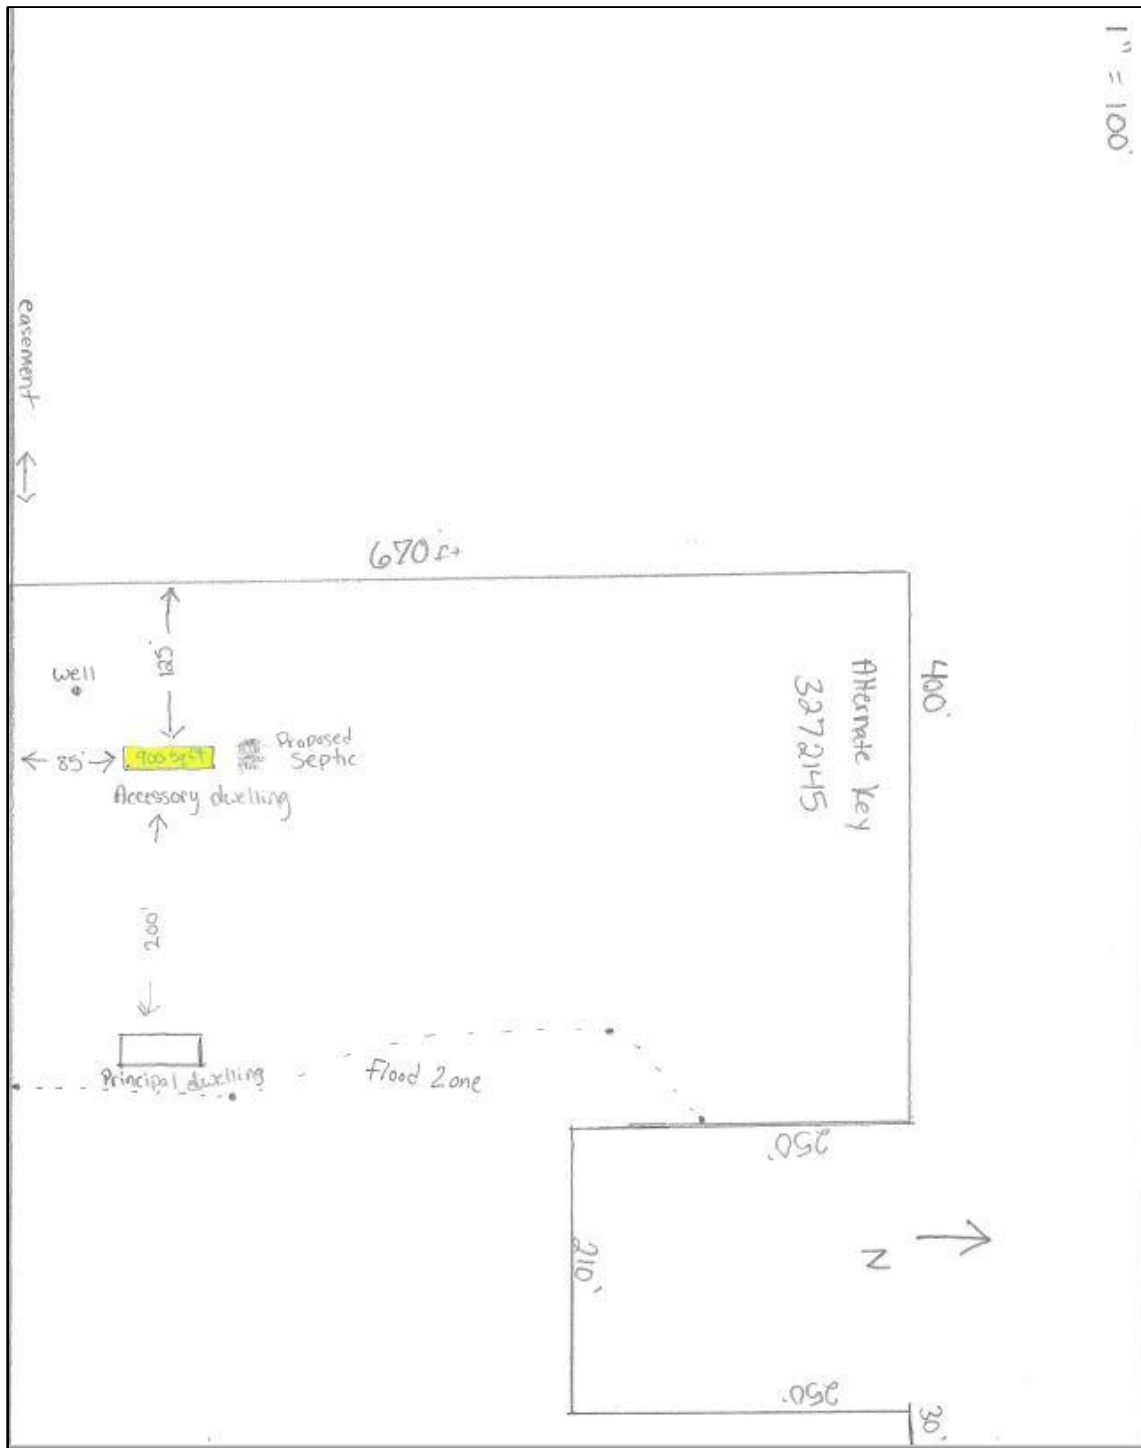 1" = 100'
easement
670 ft
400'
Alternate Key
3272145
125'
well
85'
900 sq ft
Proposed
Septic
Accessory dwelling
200'
Principal dwelling
flood zone
250'
210'
N
250'
30'